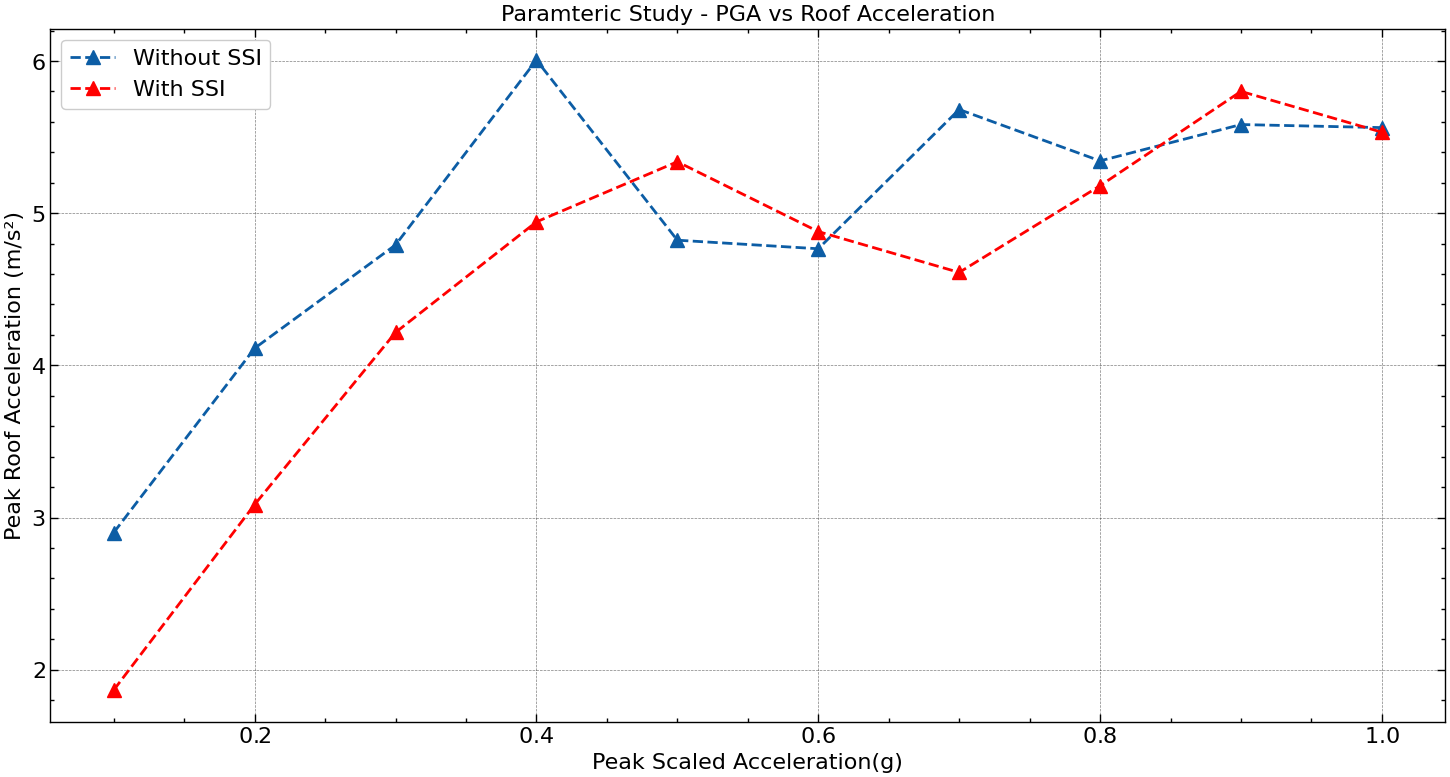 Paramteric Study - PGA vs Roof Acceleration
Without SSI
With SSI
Peak Roof Acceleration (m/s²)
6
5
4
3
2
0.2
0.4
0.6
0.8
1.0
Peak Scaled Acceleration(g)